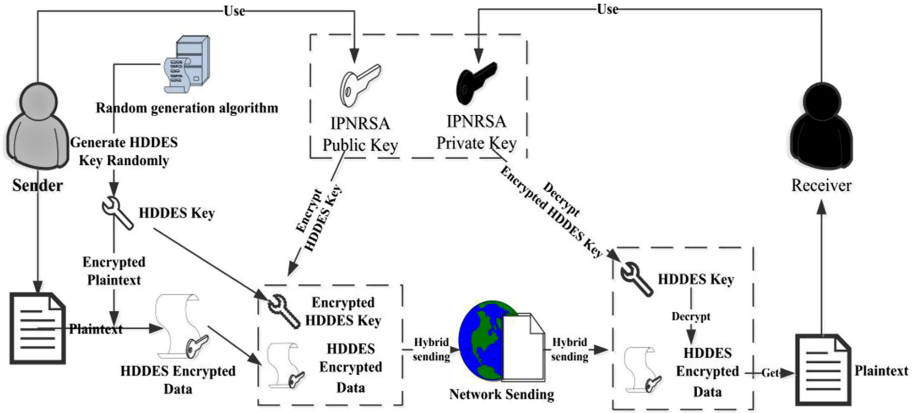 Use
Use
Random generation algorithm
IPNRSA
Public Key
IPNRSA
Private Key
Generate HDDES
Key Randomly
Sender
Receiver
HDDES Key
Encrypt
HDDES Key
Decrypt
Encrypted HDDES Key
Encrypted
Plaintext
Plaintext
HDDES Encrypted
Data
Encrypted
HDDES Key
HDDES
Encrypted
Data
Hybrid
sending
Network Sending
Hybrid
sending
HDDES Key
Decrypt
HDDES
Encrypted
Data
Get
Plaintext